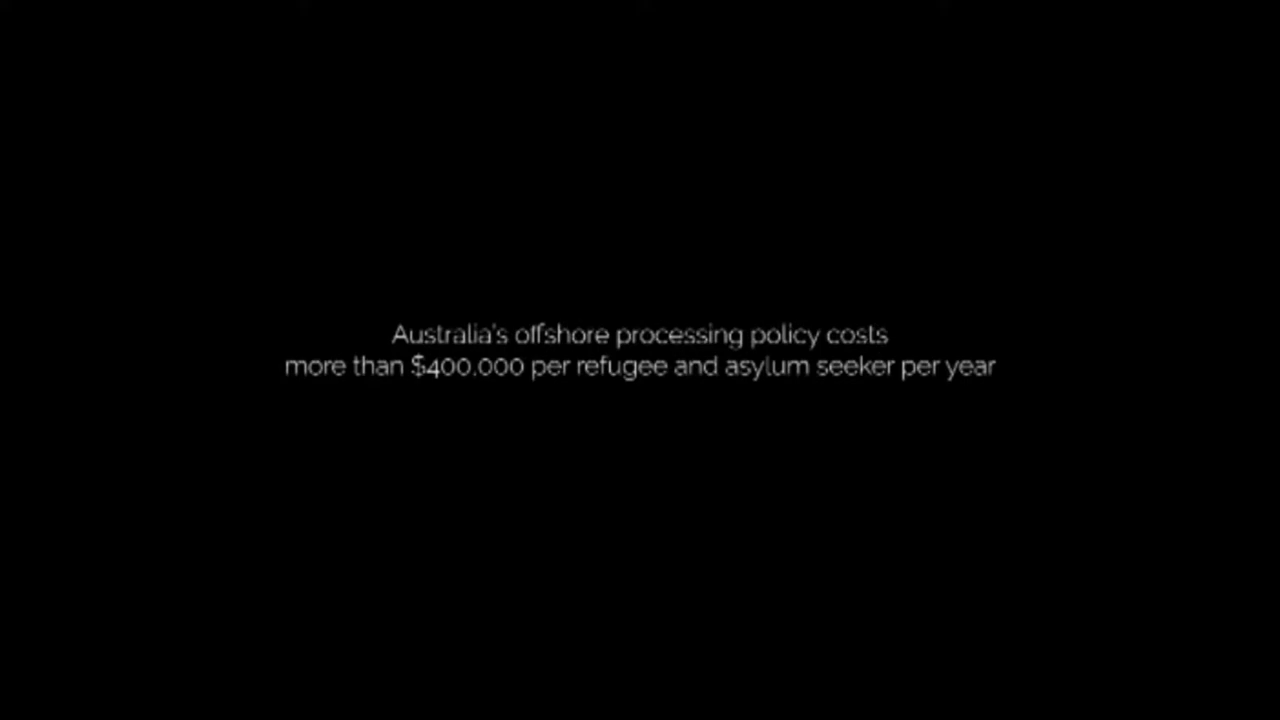 Australia's offshore processing policy costs
more than $400,000 per refugee and asylum seeker per year